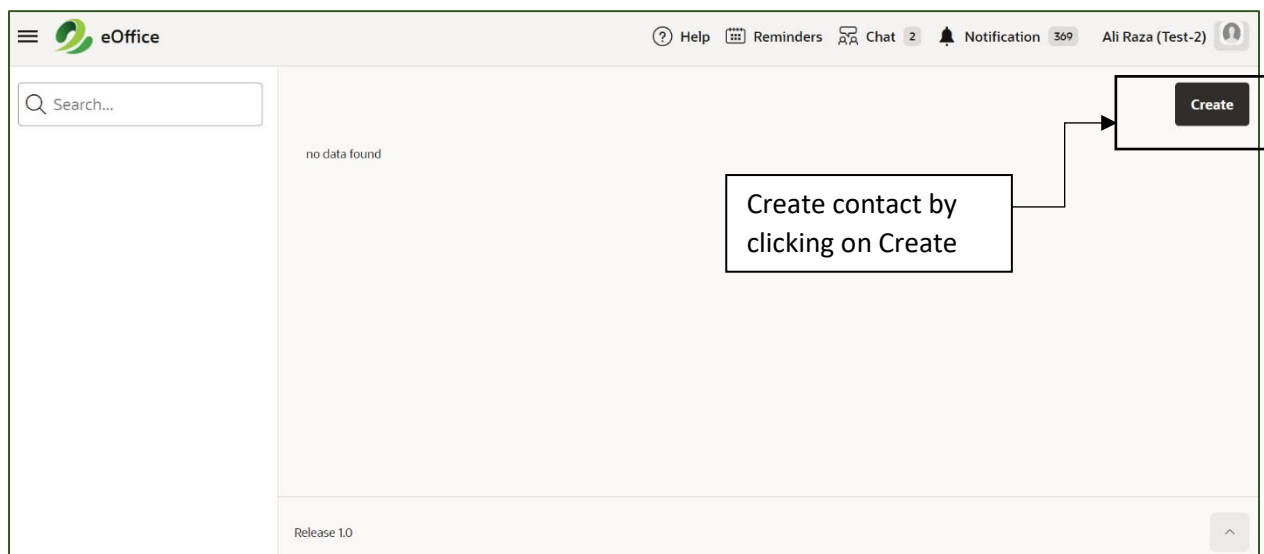 eOffice
Help Reminders Chat 2 Notification 369 Ali Raza (Test-2)
Search...
Create
no data found
Create contact by
clicking on Create
Release 1.0